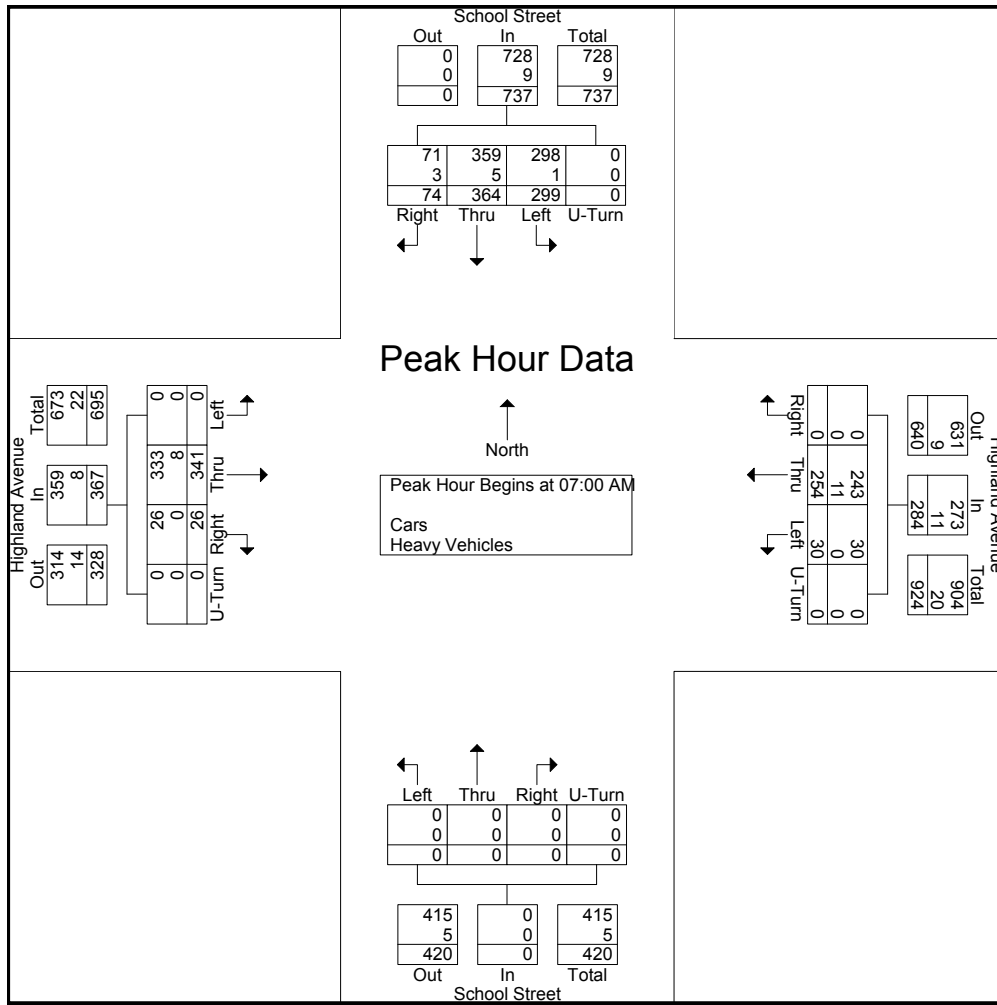 School Street
Out In Total
0 728 728
0 9 9
0 737 737
71 359 298 0
3 5 1 0
74 364 299 0
Right Thru Left U-Turn
Peak Hour Data
North
Peak Hour Begins at 07:00 AM
Cars
Heavy Vehicles
Highland Avenue
Out In Total
314 359 673
14 8 22
328 367 695
0 26 333 0
0 0 8 0
0 26 341 0
U-Turn Right Thru Left
Highland Avenue
Out In Total
631 273 904
9 11 20
640 284 924
0 243 30 0
0 11 0 0
0 254 30 0
Right Thru Left U-Turn
Left Thru Right U-Turn
0 0 0 0
0 0 0 0
0 0 0 0
415 0 415
5 0 5
420 0 420
Out In Total
School Street